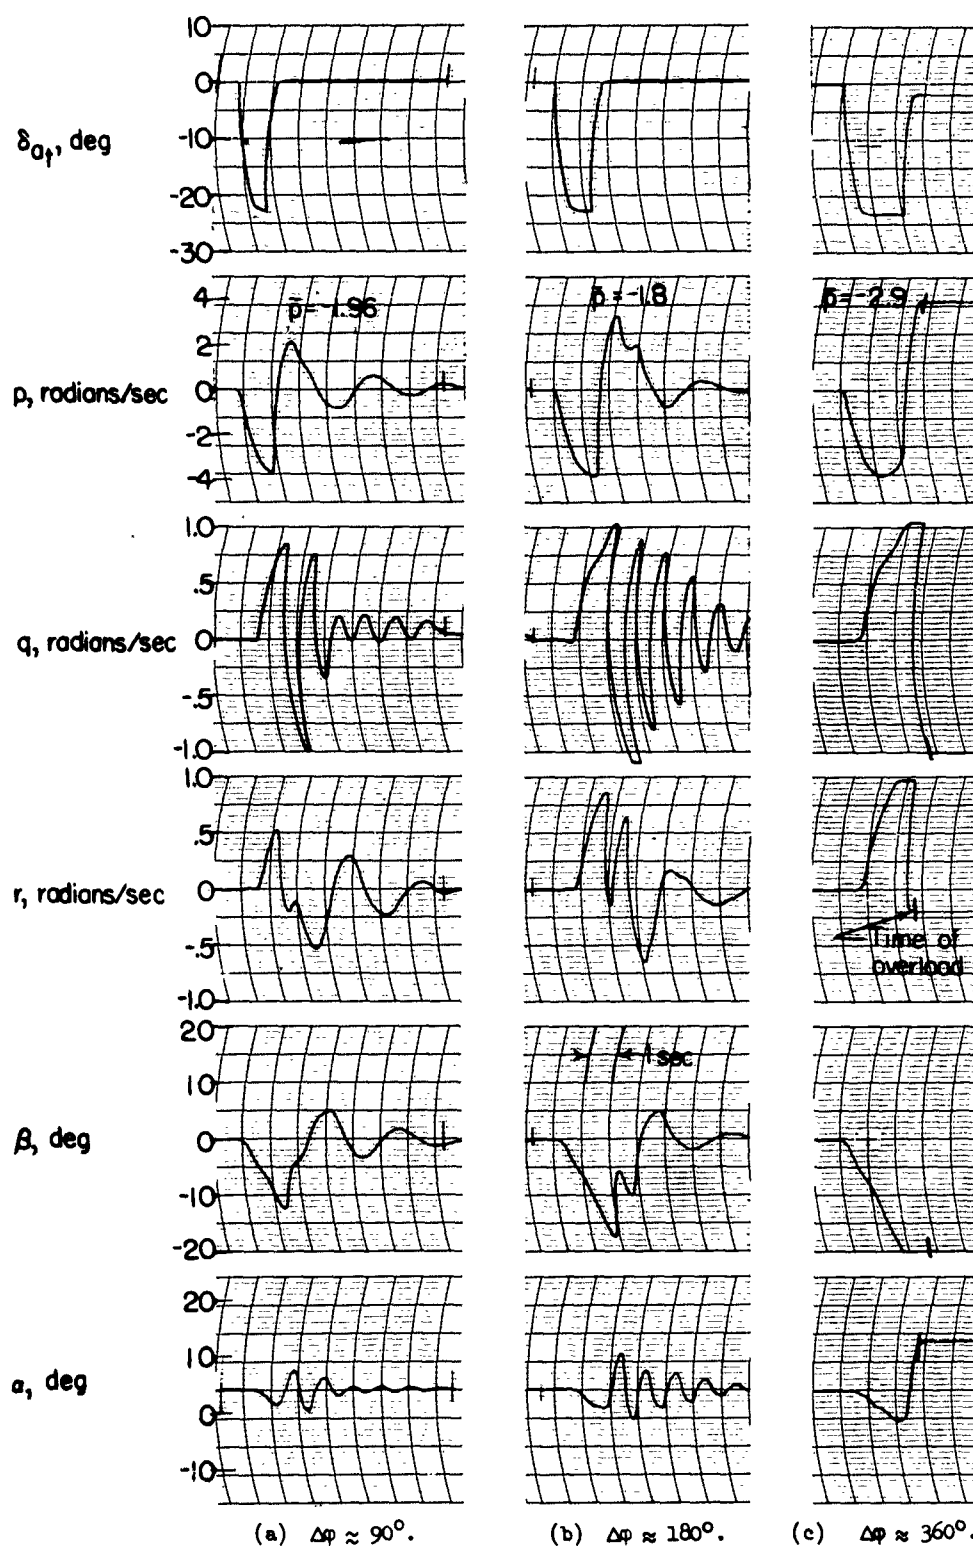 10
0
-10
-20
-30
δat, deg
4
2
0
-2
-4
p, radians/sec
p̄ = -1.96
p̄ = -1.8
p̄ = -2.9
1.0
.5
0
-.5
-1.0
q, radians/sec
1.0
.5
0
-.5
-1.0
r, radians/sec
Time of
overload
20
10
0
-10
-20
β, deg
1 sec
20
10
0
-10
α, deg
(a) Δφ ≈ 90°.
(b) Δφ ≈ 180°.
(c) Δφ ≈ 360°.